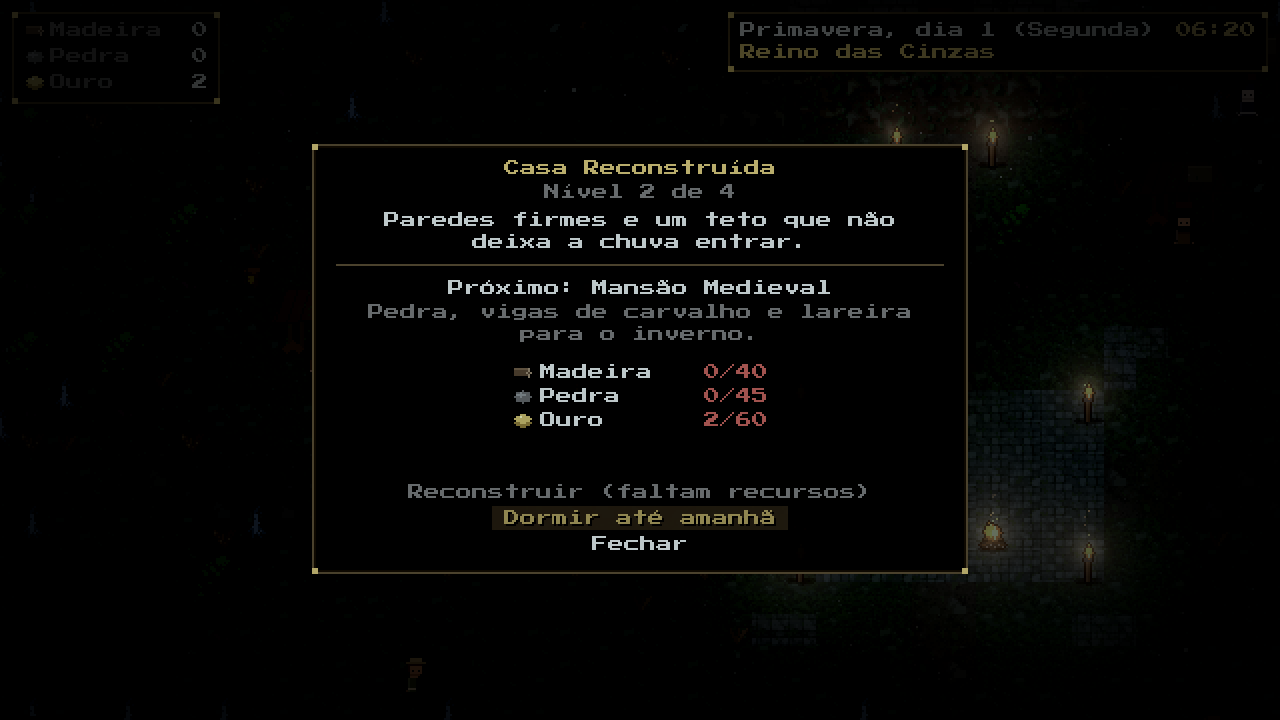 Madeira 0
Pedra 0
Ouro 2
Primavera, dia 1 (Segunda) 06:20
Reino das Cinzas
Casa Reconstruída
Nível 2 de 4
Paredes firmes e um teto que não
deixa a chuva entrar.
Próximo: Mansão Medieval
Pedra, vigas de carvalho e lareira
para o inverno.
Madeira 0/40
Pedra 0/45
Ouro 2/60
Reconstruir (faltam recursos)
Dormir até amanhã
Fechar